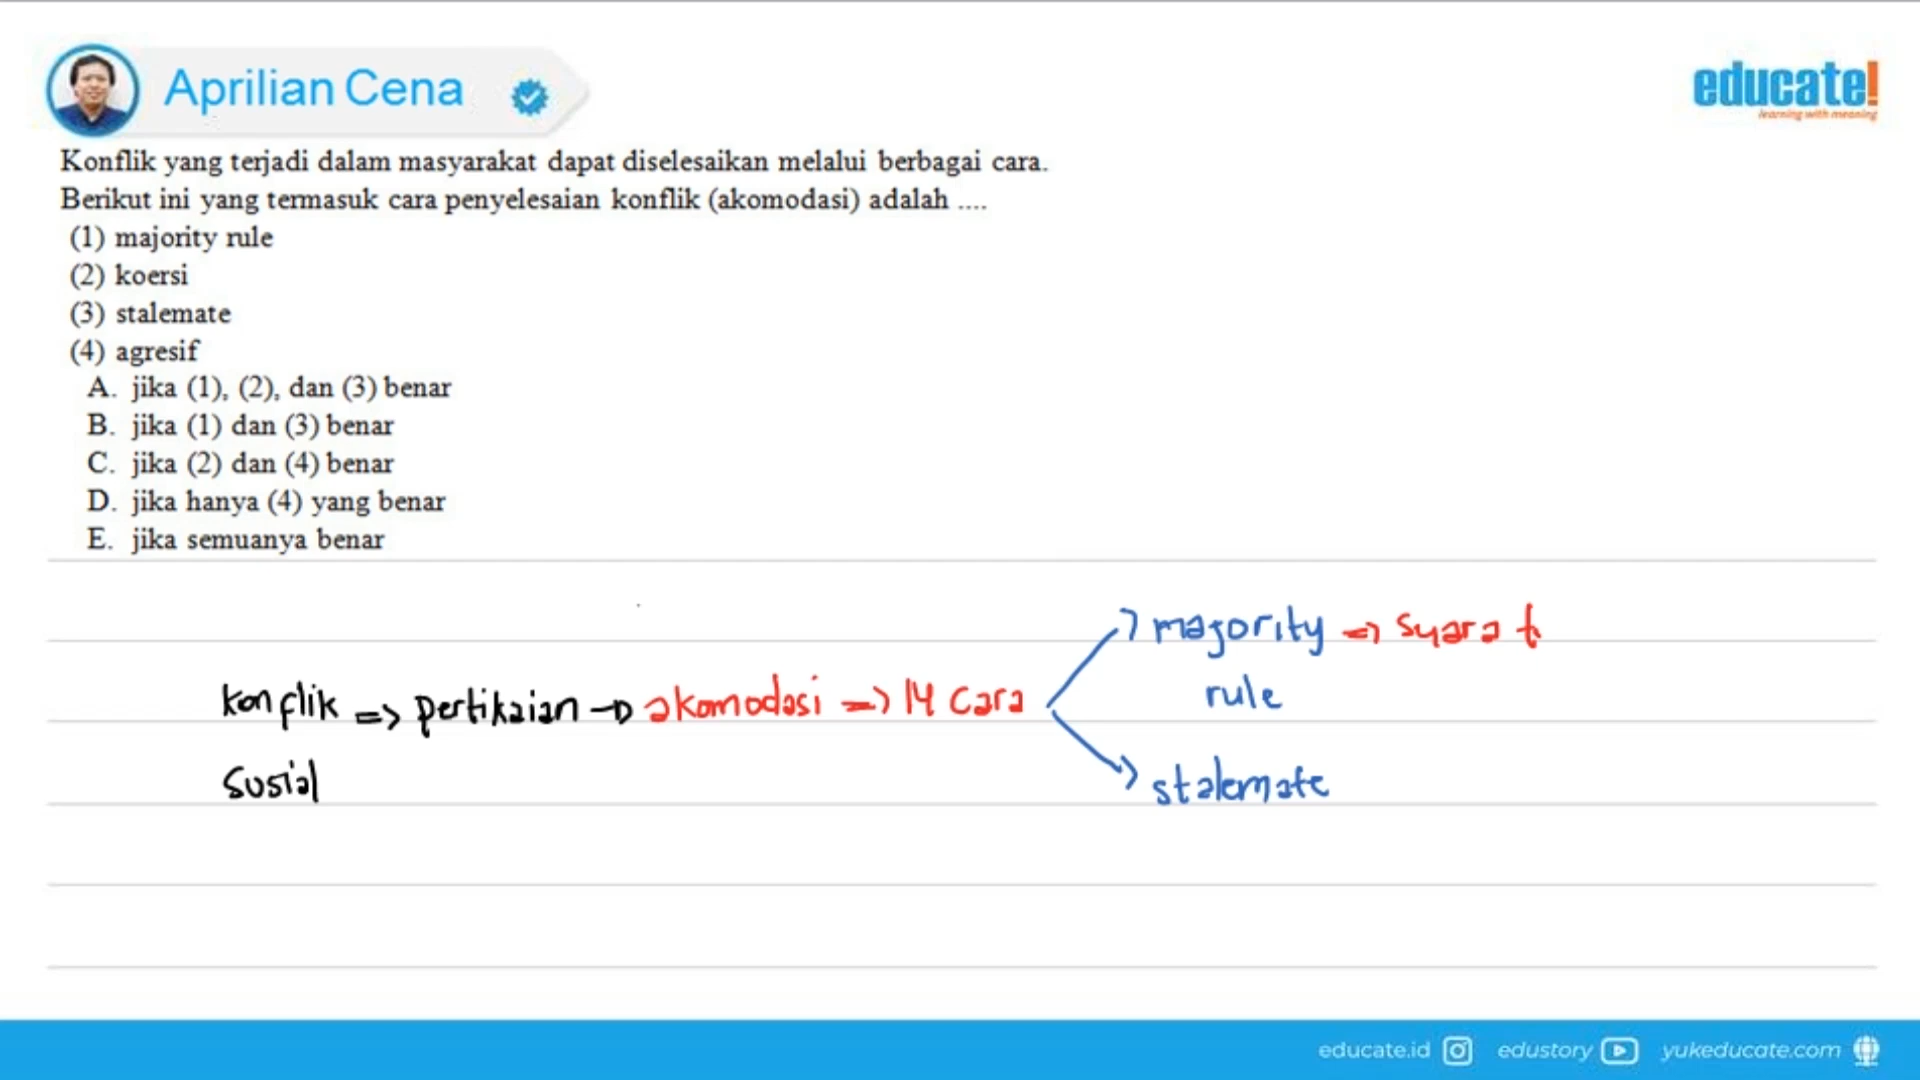 Aprilian Cena
educate!
learning with meaning
Konflik yang terjadi dalam masyarakat dapat diselesaikan melalui berbagai cara.
Berikut ini yang termasuk cara penyelesaian konflik (akomodasi) adalah ....
(1) majority rule
(2) koersi
(3) stalemate
(4) agresif
A. jika (1), (2), dan (3) benar
B. jika (1) dan (3) benar
C. jika (2) dan (4) benar
D. jika hanya (4) yang benar
E. jika semuanya benar
majority => suara t
rule
konflik => pertikaian → akomodasi => 14 cara
sosial
stalemate
educate.id edustory yukeducate.com